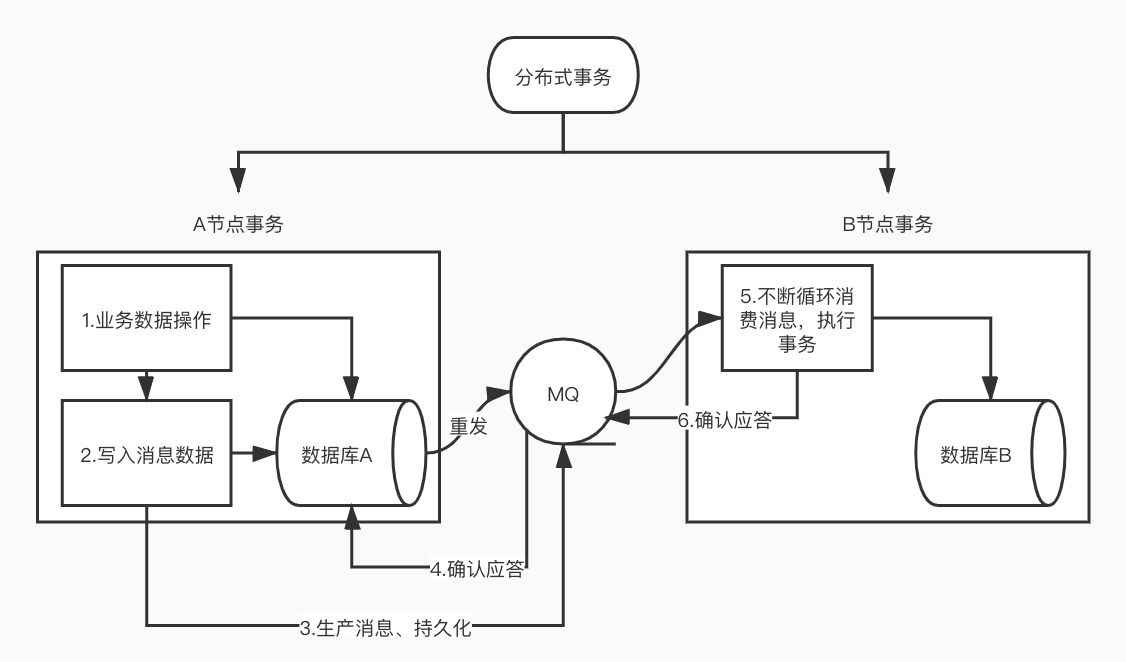 分布式事务
A节点事务
B节点事务
1.业务数据操作
5.不断循环消
费消息，执行
事务
MQ
重发
6.确认应答
2.写入消息数据
数据库A
数据库B
4.确认应答
3.生产消息、持久化